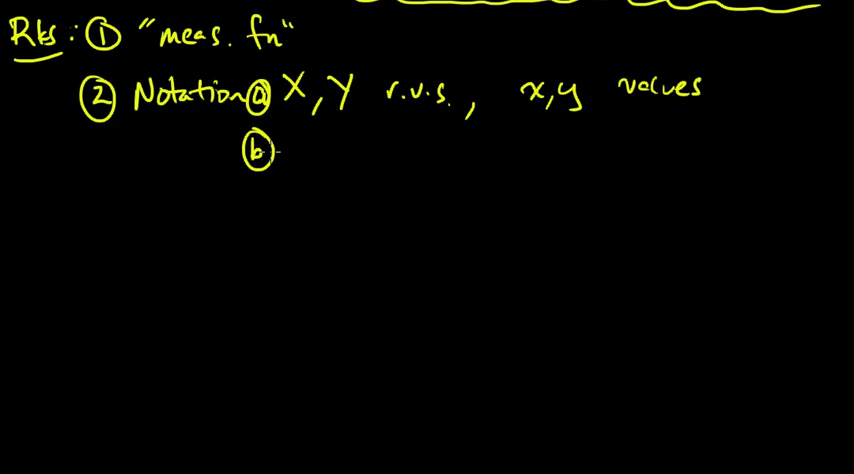 Rks: ① "meas. fn"
② Notation ⓐ X, Y r.v.s., x,y values
ⓑ